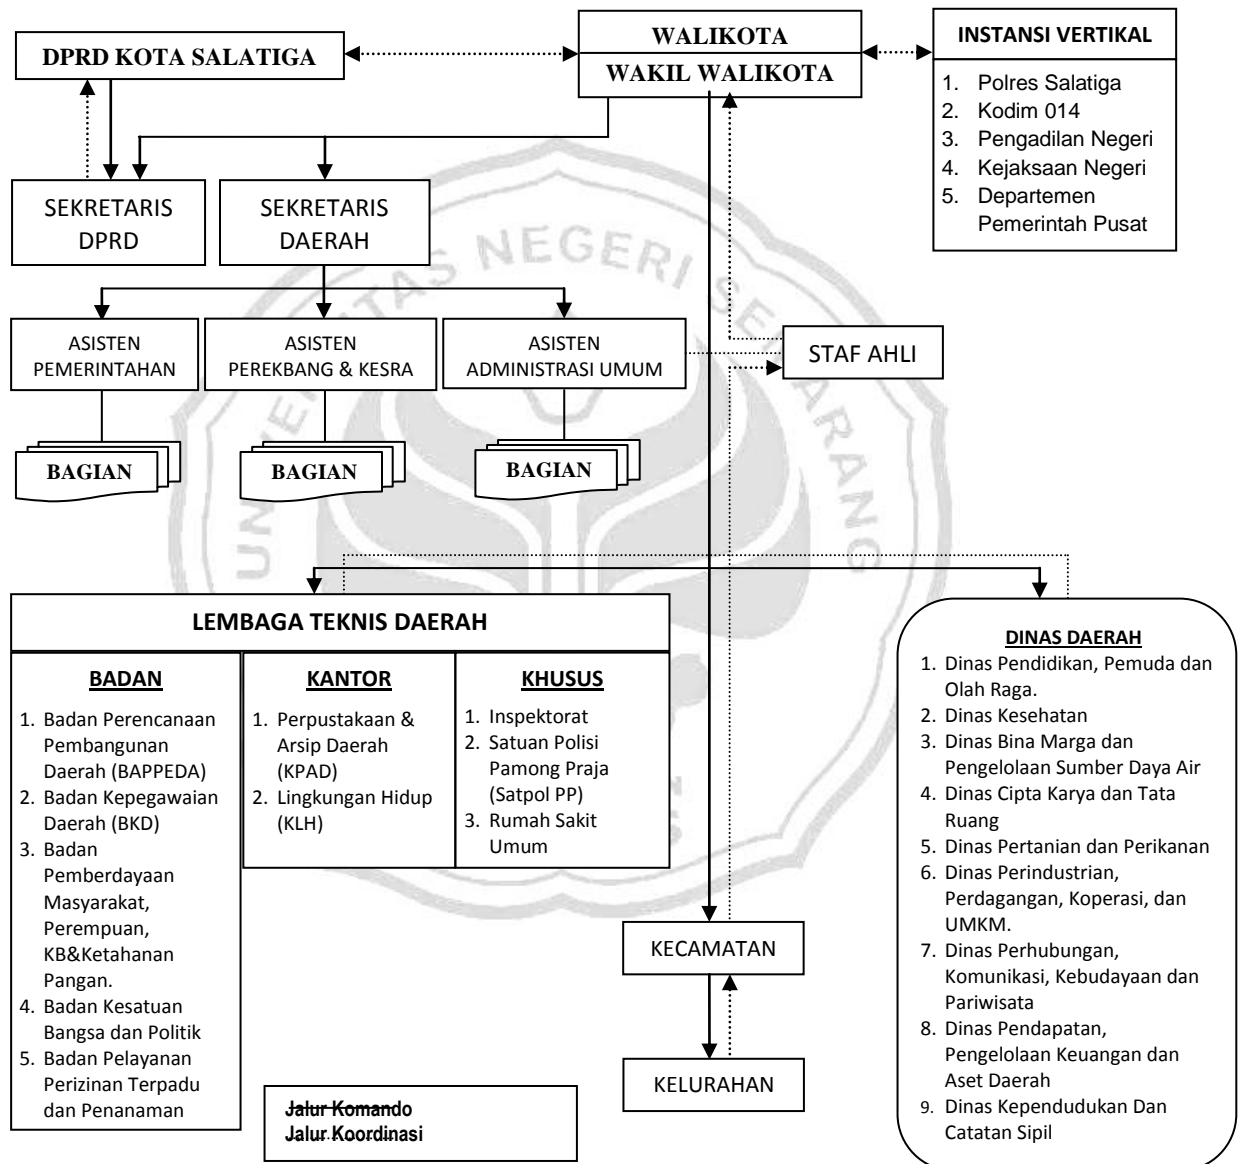 DPRD KOTA SALATIGA
WALIKOTA
WAKIL WALIKOTA
INSTANSI VERTIKAL
1. Polres Salatiga
2. Kodim 014
3. Pengadilan Negeri
4. Kejaksaan Negeri
5. Departemen
Pemerintah Pusat
SEKRETARIS
DPRD
SEKRETARIS
DAERAH
ASISTEN
PEMERINTAHAN
ASISTEN
PEREKBANG & KESRA
ASISTEN
ADMINISTRASI UMUM
STAF AHLI
BAGIAN
BAGIAN
BAGIAN
UNIVERSITAS NEGERI SEMARANG
LEMBAGA TEKNIS DAERAH
BADAN
1. Badan Perencanaan
Pembangunan
Daerah (BAPPEDA)
2. Badan Kepegawaian
Daerah (BKD)
3. Badan
Pemberdayaan
Masyarakat,
Perempuan,
KB&Ketahanan
Pangan.
4. Badan Kesatuan
Bangsa dan Politik
5. Badan Pelayanan
Perizinan Terpadu
dan Penanaman
KANTOR
1. Perpustakaan &
Arsip Daerah
(KPAD)
2. Lingkungan Hidup
(KLH)
KHUSUS
1. Inspektorat
2. Satuan Polisi
Pamong Praja
(Satpol PP)
3. Rumah Sakit
Umum
DINAS DAERAH
1. Dinas Pendidikan, Pemuda dan
Olah Raga.
2. Dinas Kesehatan
3. Dinas Bina Marga dan
Pengelolaan Sumber Daya Air
4. Dinas Cipta Karya dan Tata
Ruang
5. Dinas Pertanian dan Perikanan
6. Dinas Perindustrian,
Perdagangan, Koperasi, dan
UMKM.
7. Dinas Perhubungan,
Komunikasi, Kebudayaan dan
Pariwisata
8. Dinas Pendapatan,
Pengelolaan Keuangan dan
Aset Daerah
9. Dinas Kependudukan Dan
Catatan Sipil
KECAMATAN
KELURAHAN
Jalur Komando
Jalur Koordinasi